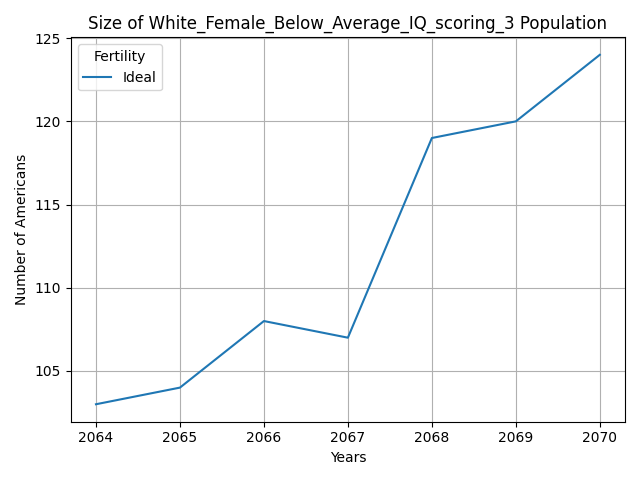 Size of White_Female_Below_Average_IQ_scoring_3 Population
Fertility
Ideal
Number of Americans
125
120
115
110
105
2064 2065 2066 2067 2068 2069 2070
Years